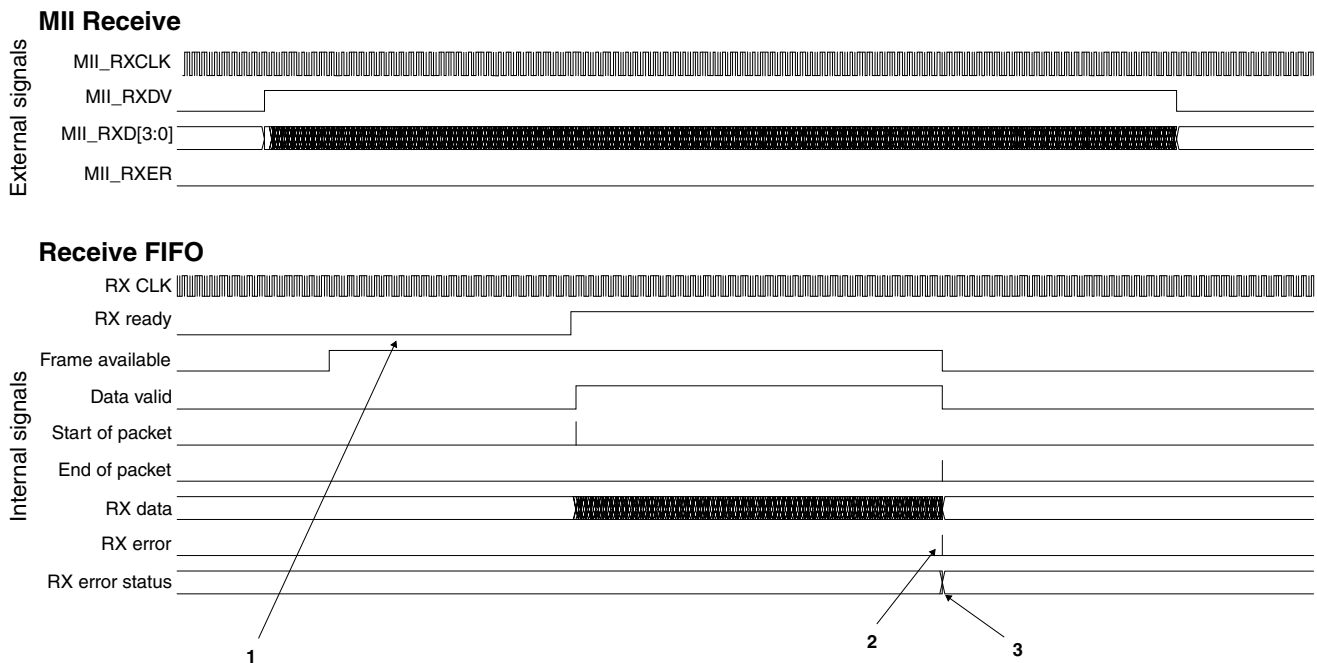 MII Receive
External signals
MII_RXCLK
MII_RXDV
MII_RXD[3:0]
MII_RXER
Receive FIFO
Internal signals
RX CLK
RX ready
Frame available
Data valid
Start of packet
End of packet
RX data
RX error
RX error status
1
2
3